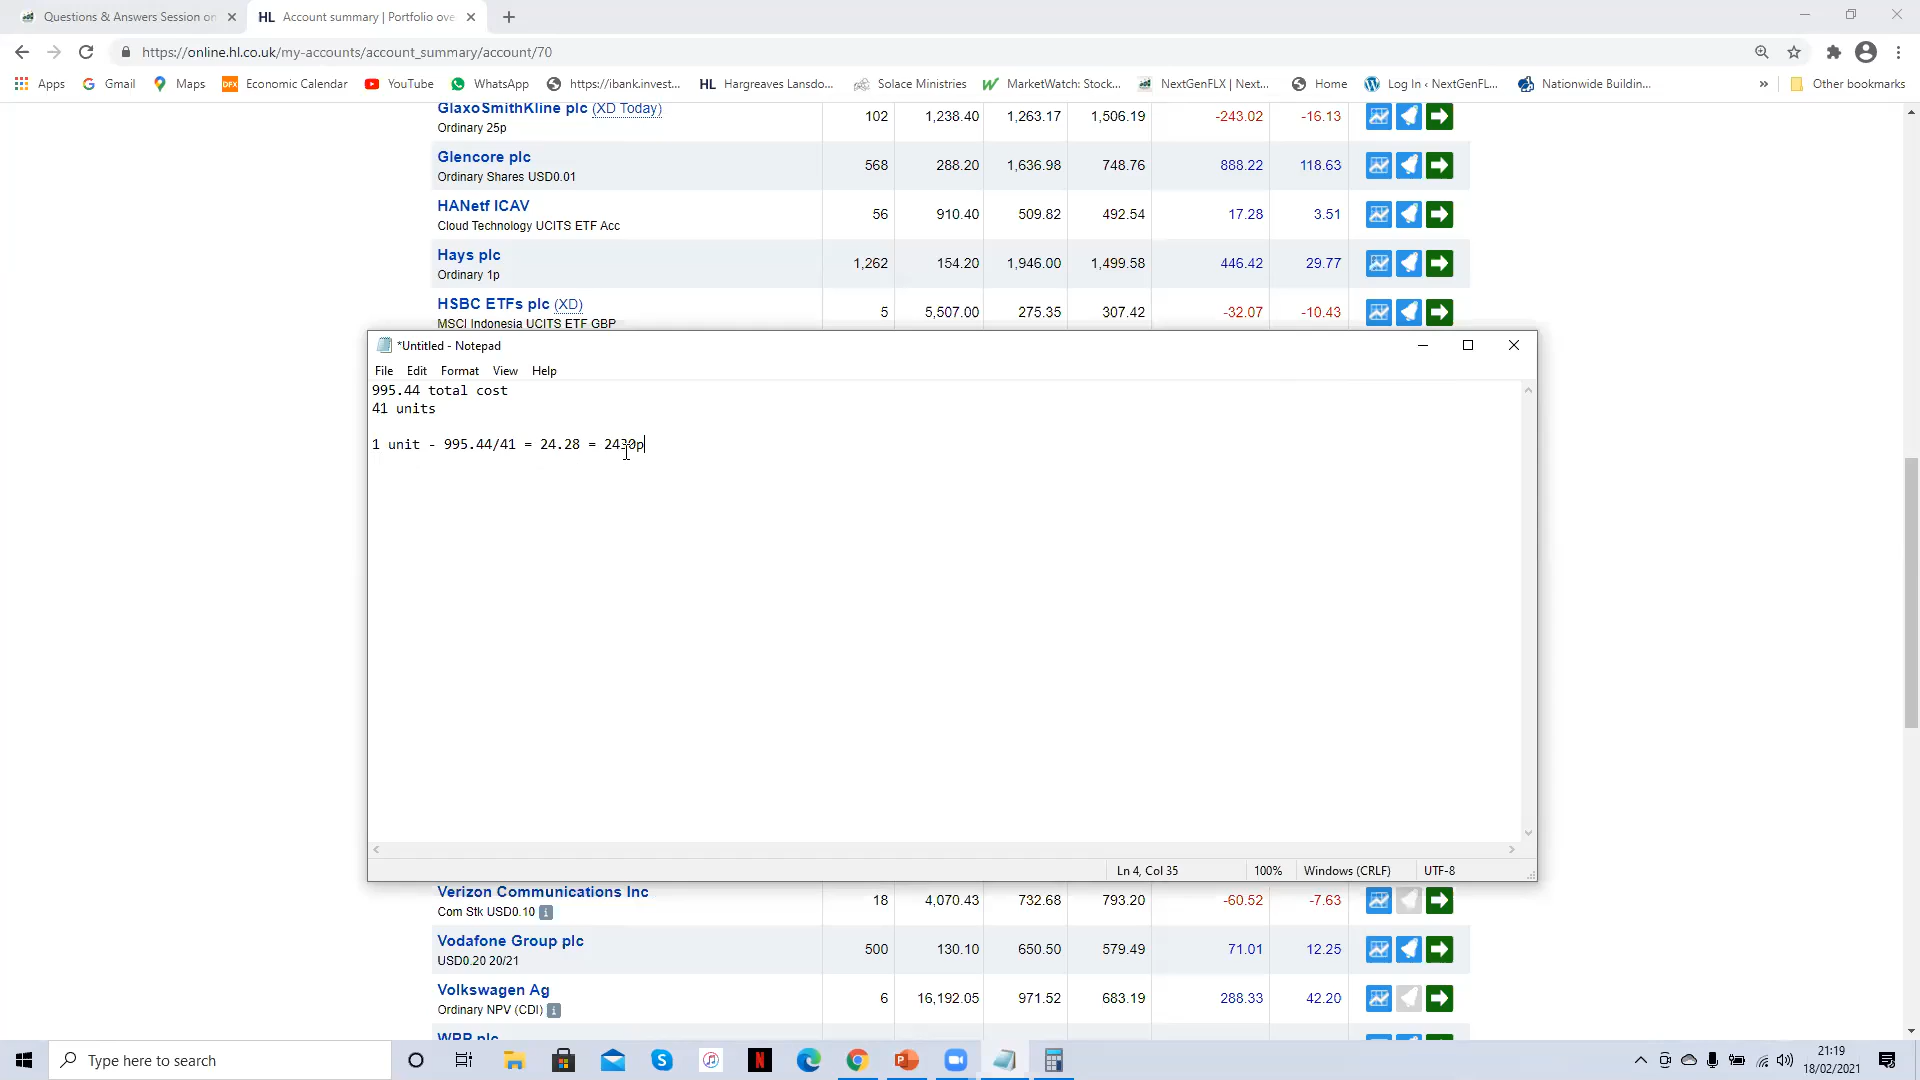 Questions & Answers Session on
HL Account summary | Portfolio ove
https://online.hl.co.uk/my-accounts/account_summary/account/70
Apps Gmail Maps DFX Economic Calendar YouTube WhatsApp https://ibank.invest... HL Hargreaves Lansdo... Solace Ministries MarketWatch: Stock... NextGenFLX | Next... Home Log In ‹ NextGenFL... Nationwide Buildin... » Other bookmarks
GlaxoSmithKline plc (XD Today) 102 1,238.40 1,263.17 1,506.19 -243.02 -16.13
Ordinary 25p
Glencore plc 568 288.20 1,636.98 748.76 888.22 118.63
Ordinary Shares USD0.01
HANetf ICAV 56 910.40 509.82 492.54 17.28 3.51
Cloud Technology UCITS ETF Acc
Hays plc 1,262 154.20 1,946.00 1,499.58 446.42 29.77
Ordinary 1p
HSBC ETFs plc (XD) 5 5,507.00 275.35 307.42 -32.07 -10.43
MSCI Indonesia UCITS ETF GBP
*Untitled - Notepad
File Edit Format View Help
995.44 total cost
41 units
1 unit - 995.44/41 = 24.28 = 2430p
Ln 4, Col 35 100% Windows (CRLF) UTF-8
Verizon Communications Inc 18 4,070.43 732.68 793.20 -60.52 -7.63
Com Stk USD0.10 i
Vodafone Group plc 500 130.10 650.50 579.49 71.01 12.25
USD0.20 20/21
Volkswagen Ag 6 16,192.05 971.52 683.19 288.33 42.20
Ordinary NPV (CDI) i
WPP plc
Type here to search
21:19
18/02/2021